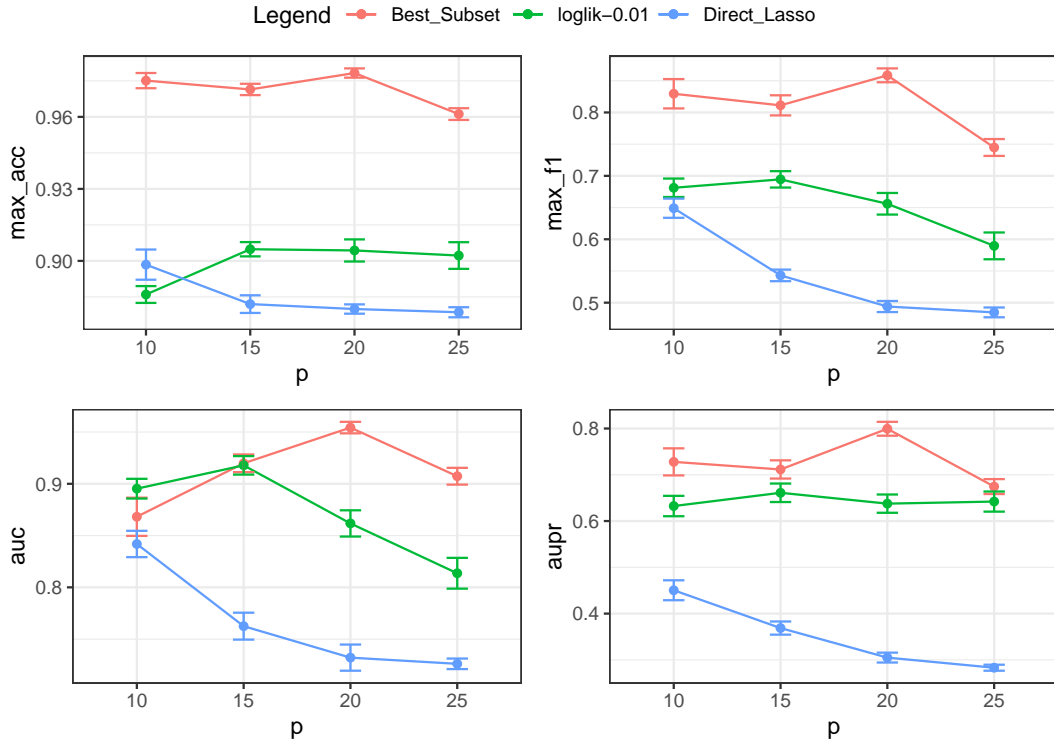 Legend Best_Subset loglik−0.01 Direct_Lasso
max_acc
0.96
0.93
0.90
10 15 20 25
p
max_f1
0.8
0.7
0.6
0.5
10 15 20 25
p
auc
0.9
0.8
10 15 20 25
p
aupr
0.8
0.6
0.4
10 15 20 25
p